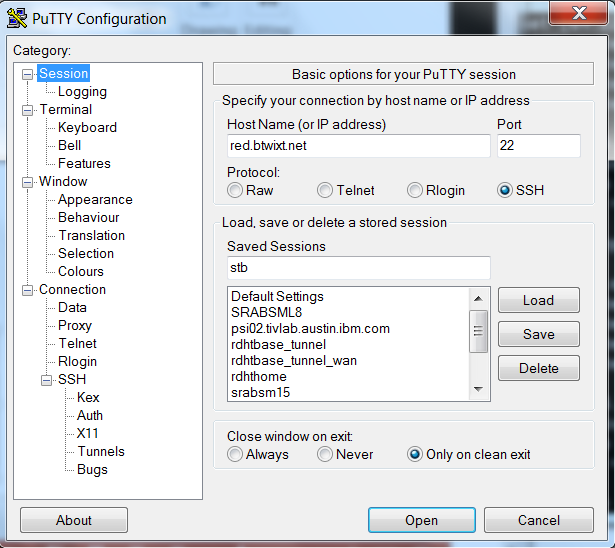 PuTTY Configuration
Category:
Session
Logging
Terminal
Keyboard
Bell
Features
Window
Appearance
Behaviour
Translation
Selection
Colours
Connection
Data
Proxy
Telnet
Rlogin
SSH
Kex
Auth
X11
Tunnels
Bugs
Basic options for your PuTTY session
Specify your connection by host name or IP address
Host Name (or IP address) Port
red.btwixt.net 22
Protocol:
Raw Telnet Rlogin SSH
Load, save or delete a stored session
Saved Sessions
stb
Default Settings
SRABSML8
psi02.tivlab.austin.ibm.com
rdhtbase_tunnel
rdhtbase_tunnel_wan
rdhthome
srabsm15
Load
Save
Delete
Close window on exit:
Always Never Only on clean exit
About Open Cancel